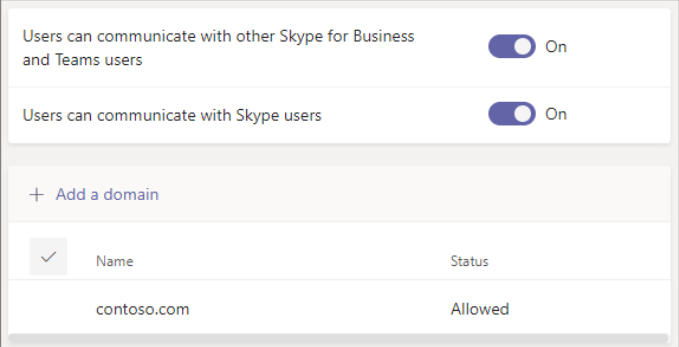 Users can communicate with other Skype for Business
and Teams users
On
Users can communicate with Skype users
On
+ Add a domain
Name
Status
contoso.com
Allowed